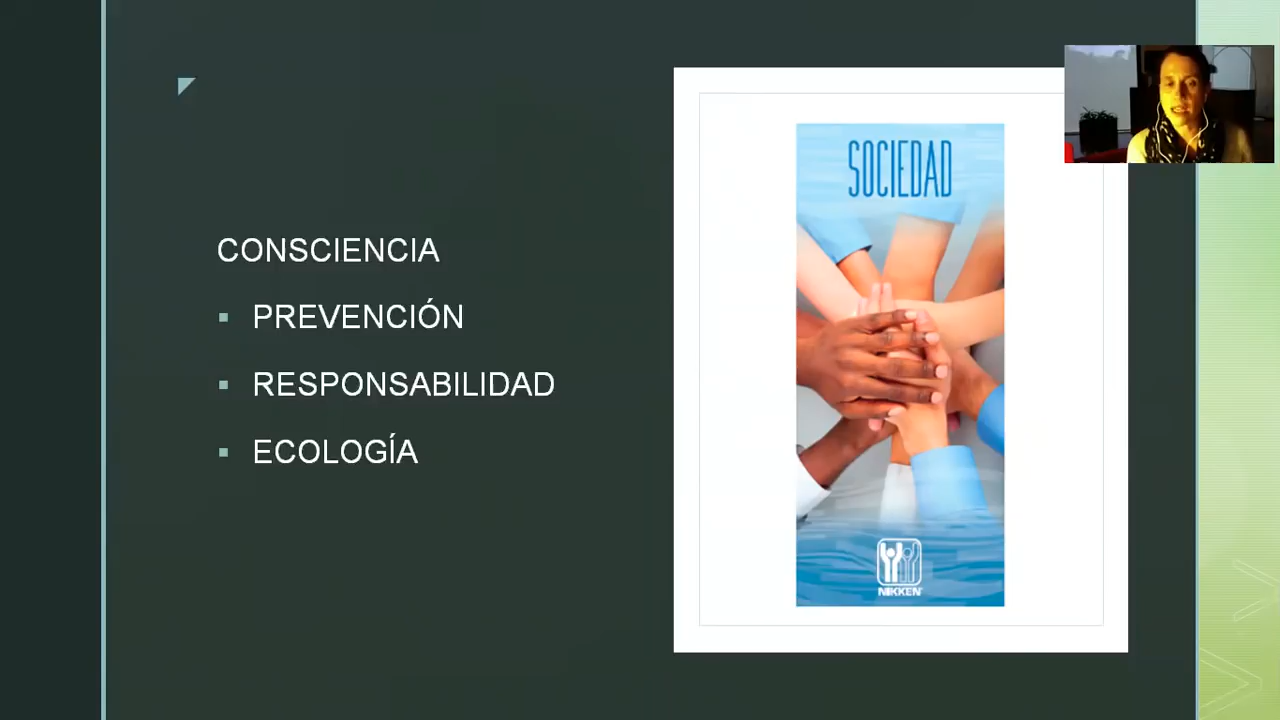 CONSCIENCIA
PREVENCIÓN
RESPONSABILIDAD
ECOLOGÍA
SOCIEDAD
NIKKEN